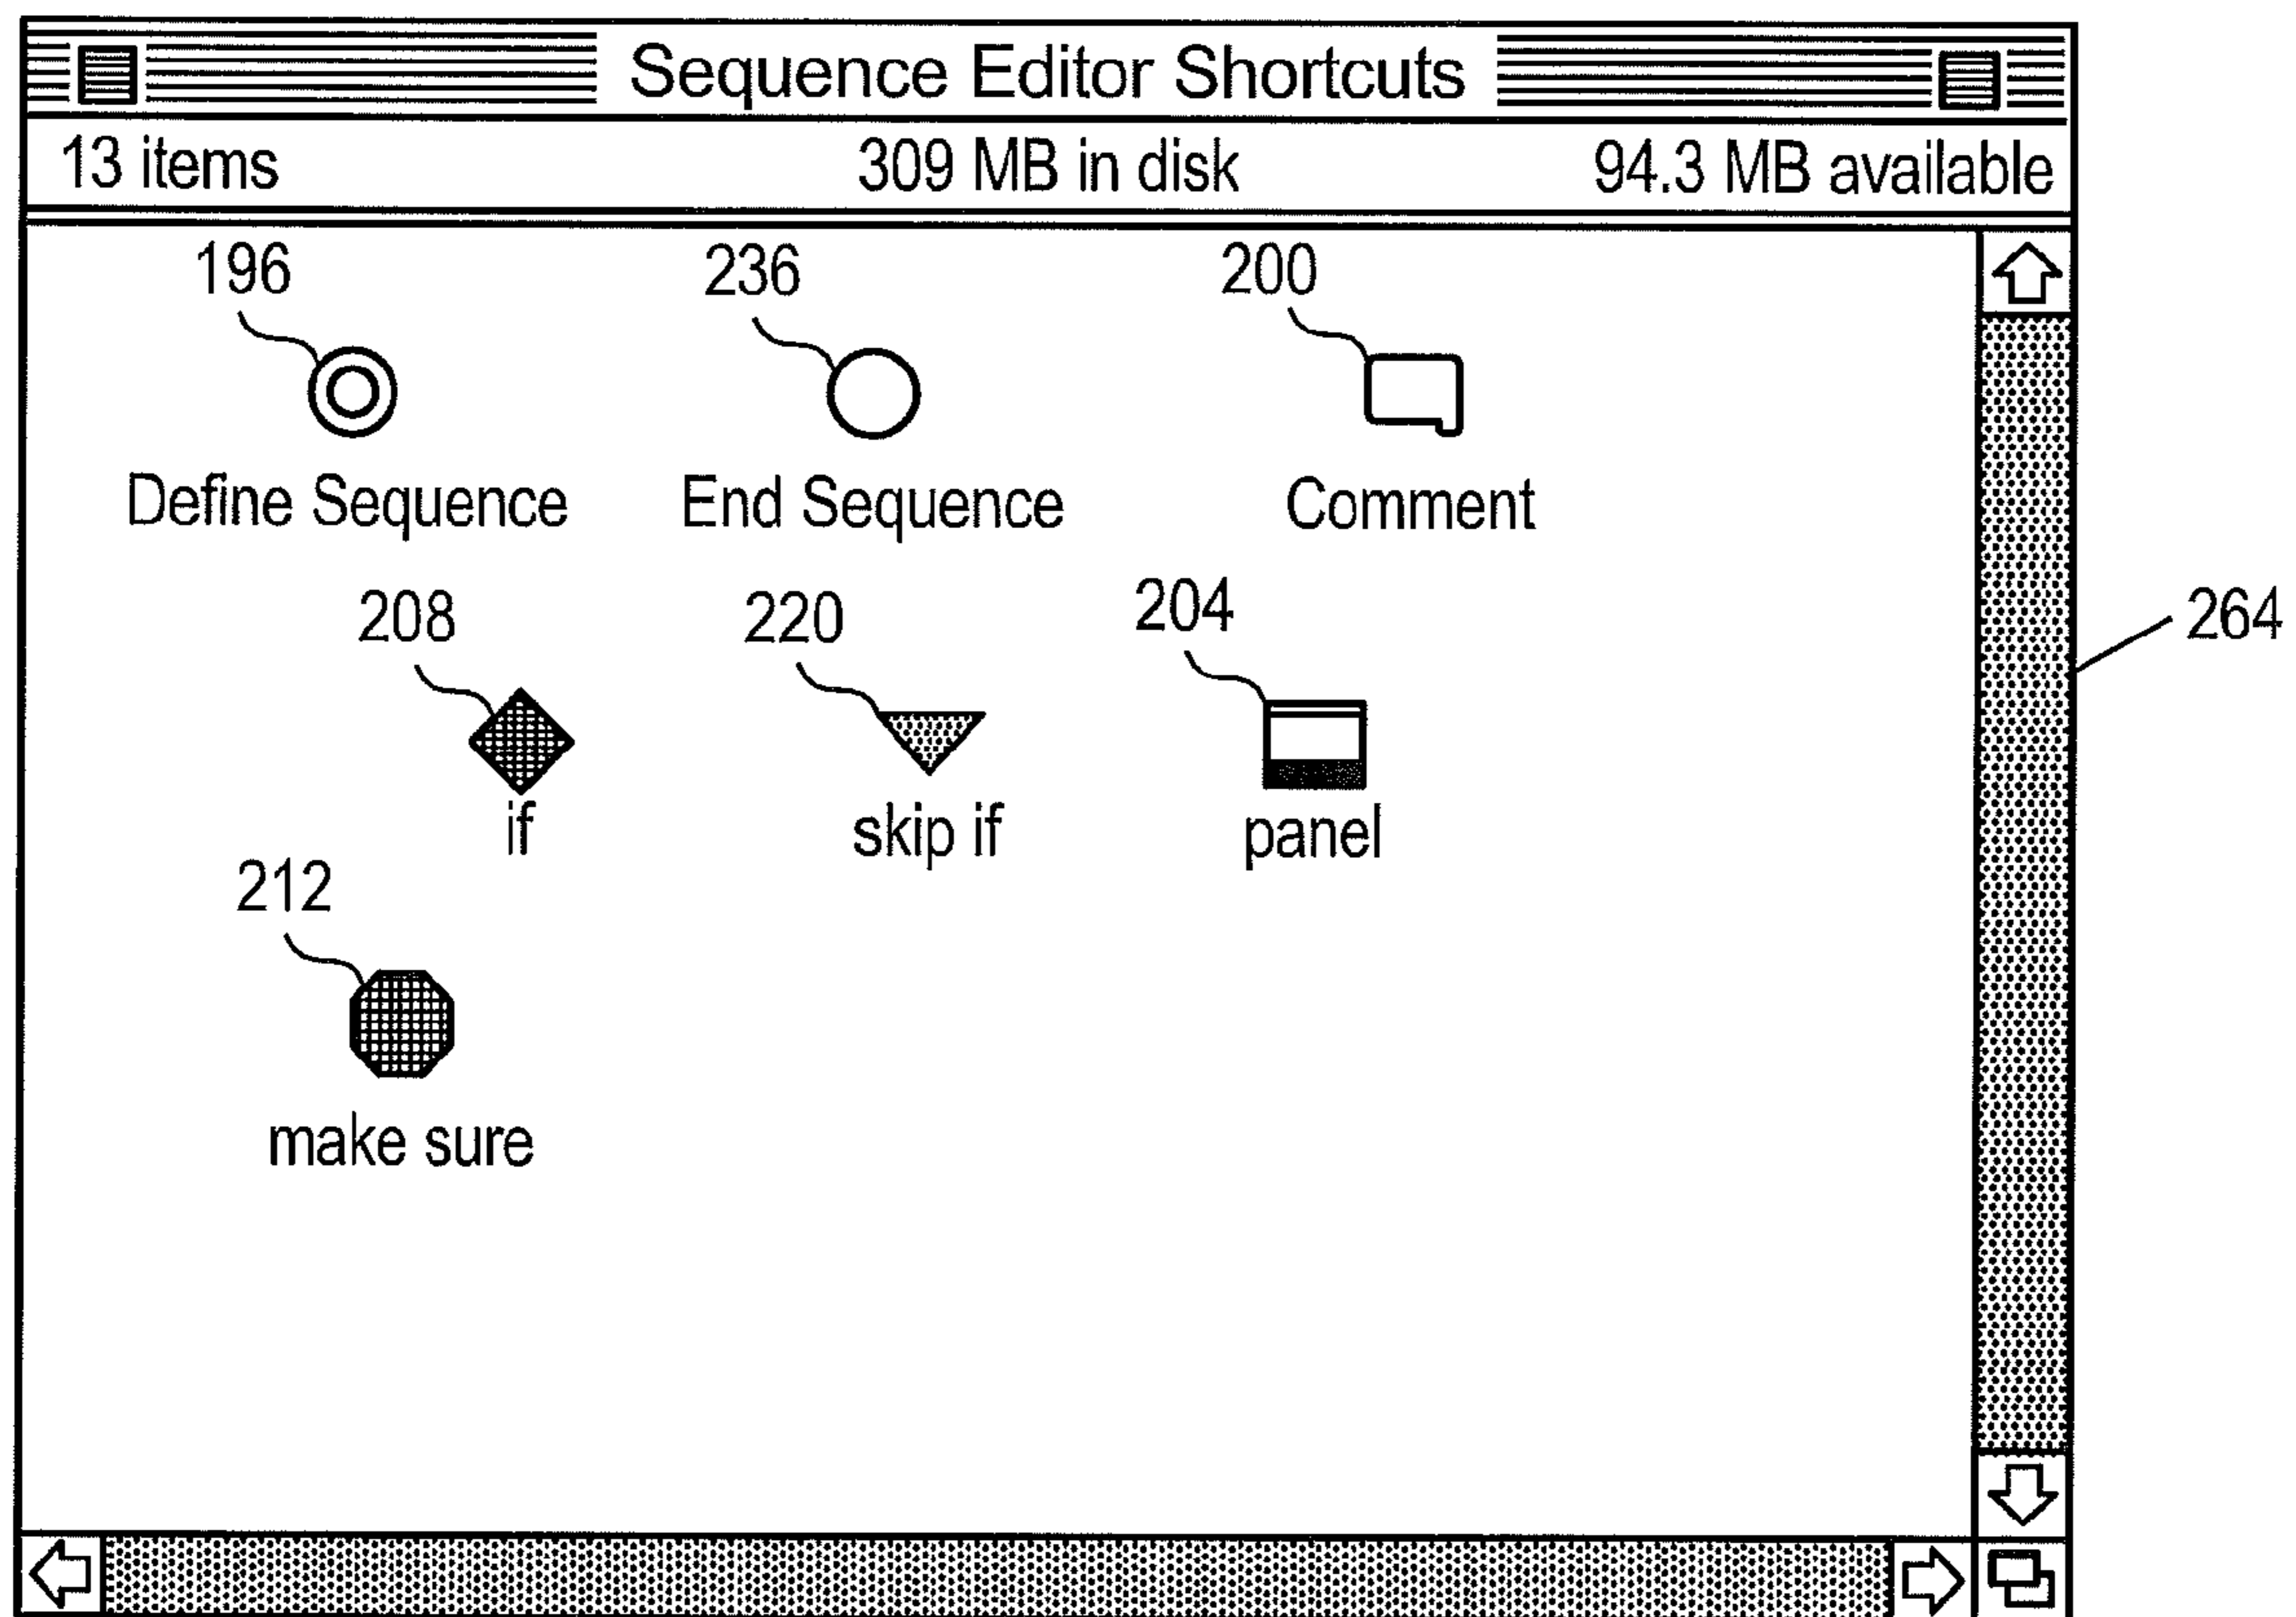 Sequence Editor Shortcuts
13 items 309 MB in disk 94.3 MB available
196 236 200
Define Sequence End Sequence Comment
208 220 204
264
if skip if panel
212
make sure